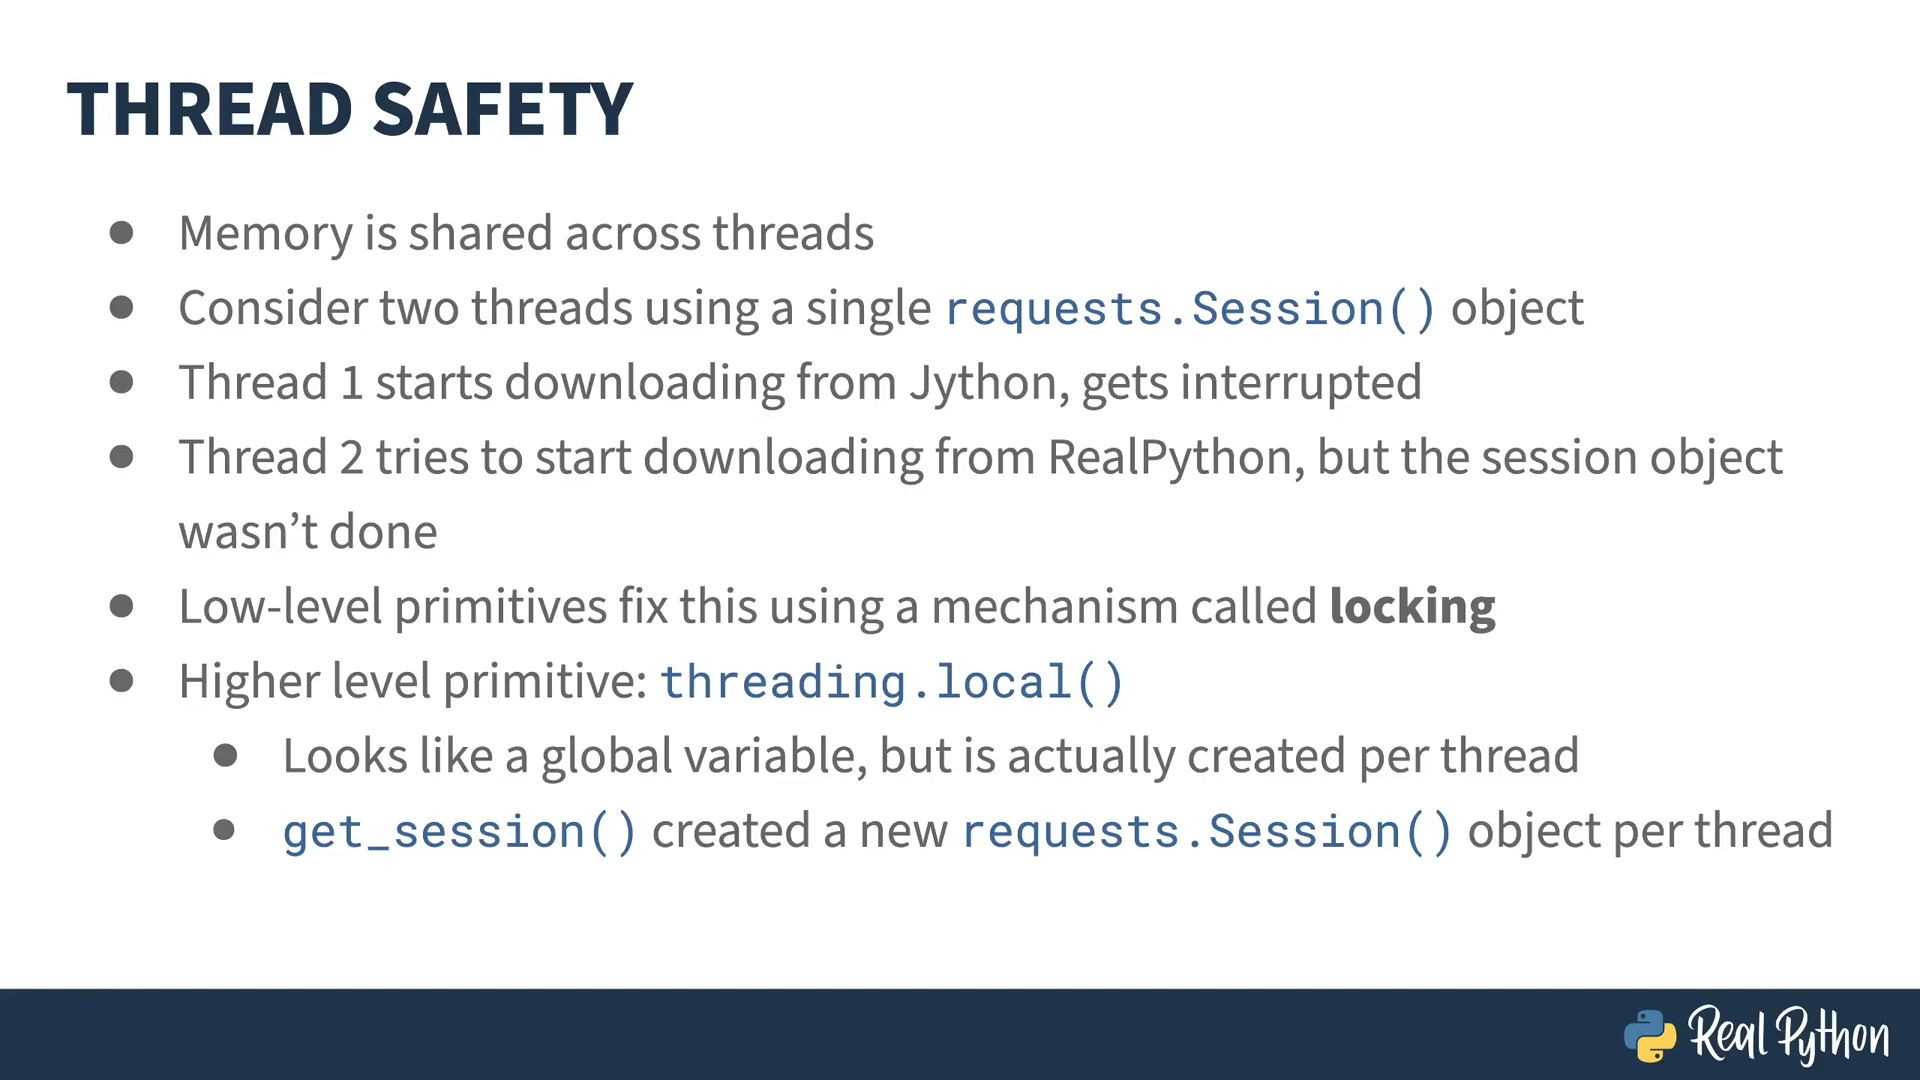 THREAD SAFETY
● Memory is shared across threads
● Consider two threads using a single requests.Session() object
● Thread 1 starts downloading from Jython, gets interrupted
● Thread 2 tries to start downloading from RealPython, but the session object
wasn’t done
● Low-level primitives fix this using a mechanism called locking
● Higher level primitive: threading.local()
● Looks like a global variable, but is actually created per thread
● get_session() created a new requests.Session() object per thread
Real Python